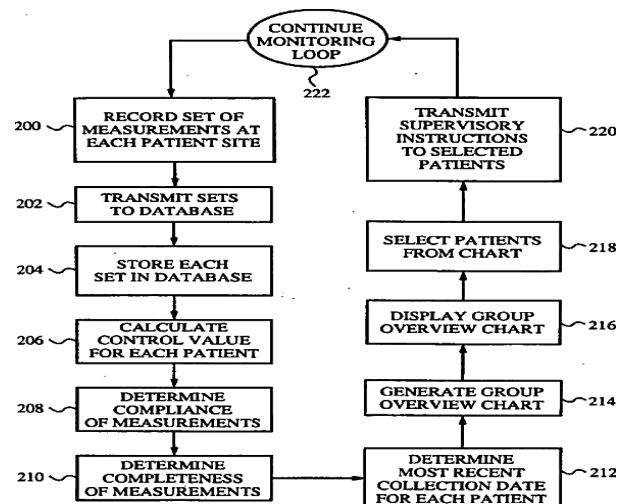 CONTINUE
MONITORING
LOOP
222
200
RECORD SET OF
MEASUREMENTS AT
EACH PATIENT SITE
202
TRANSMIT SETS
TO DATABASE
204
STORE EACH
SET IN DATABASE
206
CALCULATE
CONTROL VALUE
FOR EACH PATIENT
208
DETERMINE
COMPLIANCE
OF MEASUREMENTS
210
DETERMINE
COMPLETENESS
OF MEASUREMENTS
DETERMINE
MOST RECENT
COLLECTION DATE
FOR EACH PATIENT
212
GENERATE GROUP
OVERVIEW CHART
214
DISPLAY GROUP
OVERVIEW CHART
216
SELECT PATIENTS
FROM CHART
218
TRANSMIT
SUPERVISORY
INSTRUCTIONS
TO SELECTED
PATIENTS
220